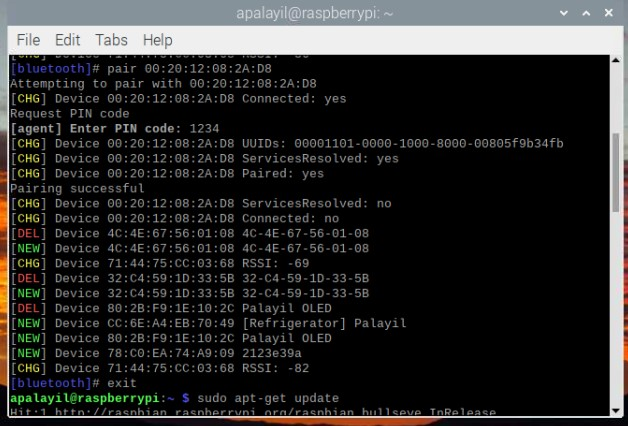 apalayil@raspberrypi: ~
File Edit Tabs Help
[CHG] Device 71:44:75:CC:03:68 RSSI: -
[bluetooth]# pair 00:20:12:08:2A:D8
Attempting to pair with 00:20:12:08:2A:D8
[CHG] Device 00:20:12:08:2A:D8 Connected: yes
Request PIN code
[agent] Enter PIN code: 1234
[CHG] Device 00:20:12:08:2A:D8 UUIDs: 00001101-0000-1000-8000-00805f9b34fb
[CHG] Device 00:20:12:08:2A:D8 ServicesResolved: yes
[CHG] Device 00:20:12:08:2A:D8 Paired: yes
Pairing successful
[CHG] Device 00:20:12:08:2A:D8 ServicesResolved: no
[CHG] Device 00:20:12:08:2A:D8 Connected: no
[DEL] Device 4C:4E:67:56:01:08 4C-4E-67-56-01-08
[NEW] Device 4C:4E:67:56:01:08 4C-4E-67-56-01-08
[CHG] Device 71:44:75:CC:03:68 RSSI: -69
[DEL] Device 32:C4:59:1D:33:5B 32-C4-59-1D-33-5B
[NEW] Device 32:C4:59:1D:33:5B 32-C4-59-1D-33-5B
[DEL] Device 80:2B:F9:1E:10:2C Palayil OLED
[NEW] Device CC:6E:A4:EB:70:49 [Refrigerator] Palayil
[NEW] Device 80:2B:F9:1E:10:2C Palayil OLED
[NEW] Device 78:C0:EA:74:A9:09 2123e39a
[CHG] Device 71:44:75:CC:03:68 RSSI: -82
[bluetooth]# exit
apalayil@raspberrypi:~ $ sudo apt-get update
Hit:1 http://raspbian.raspberrypi.org/raspbian bullseye InRelease